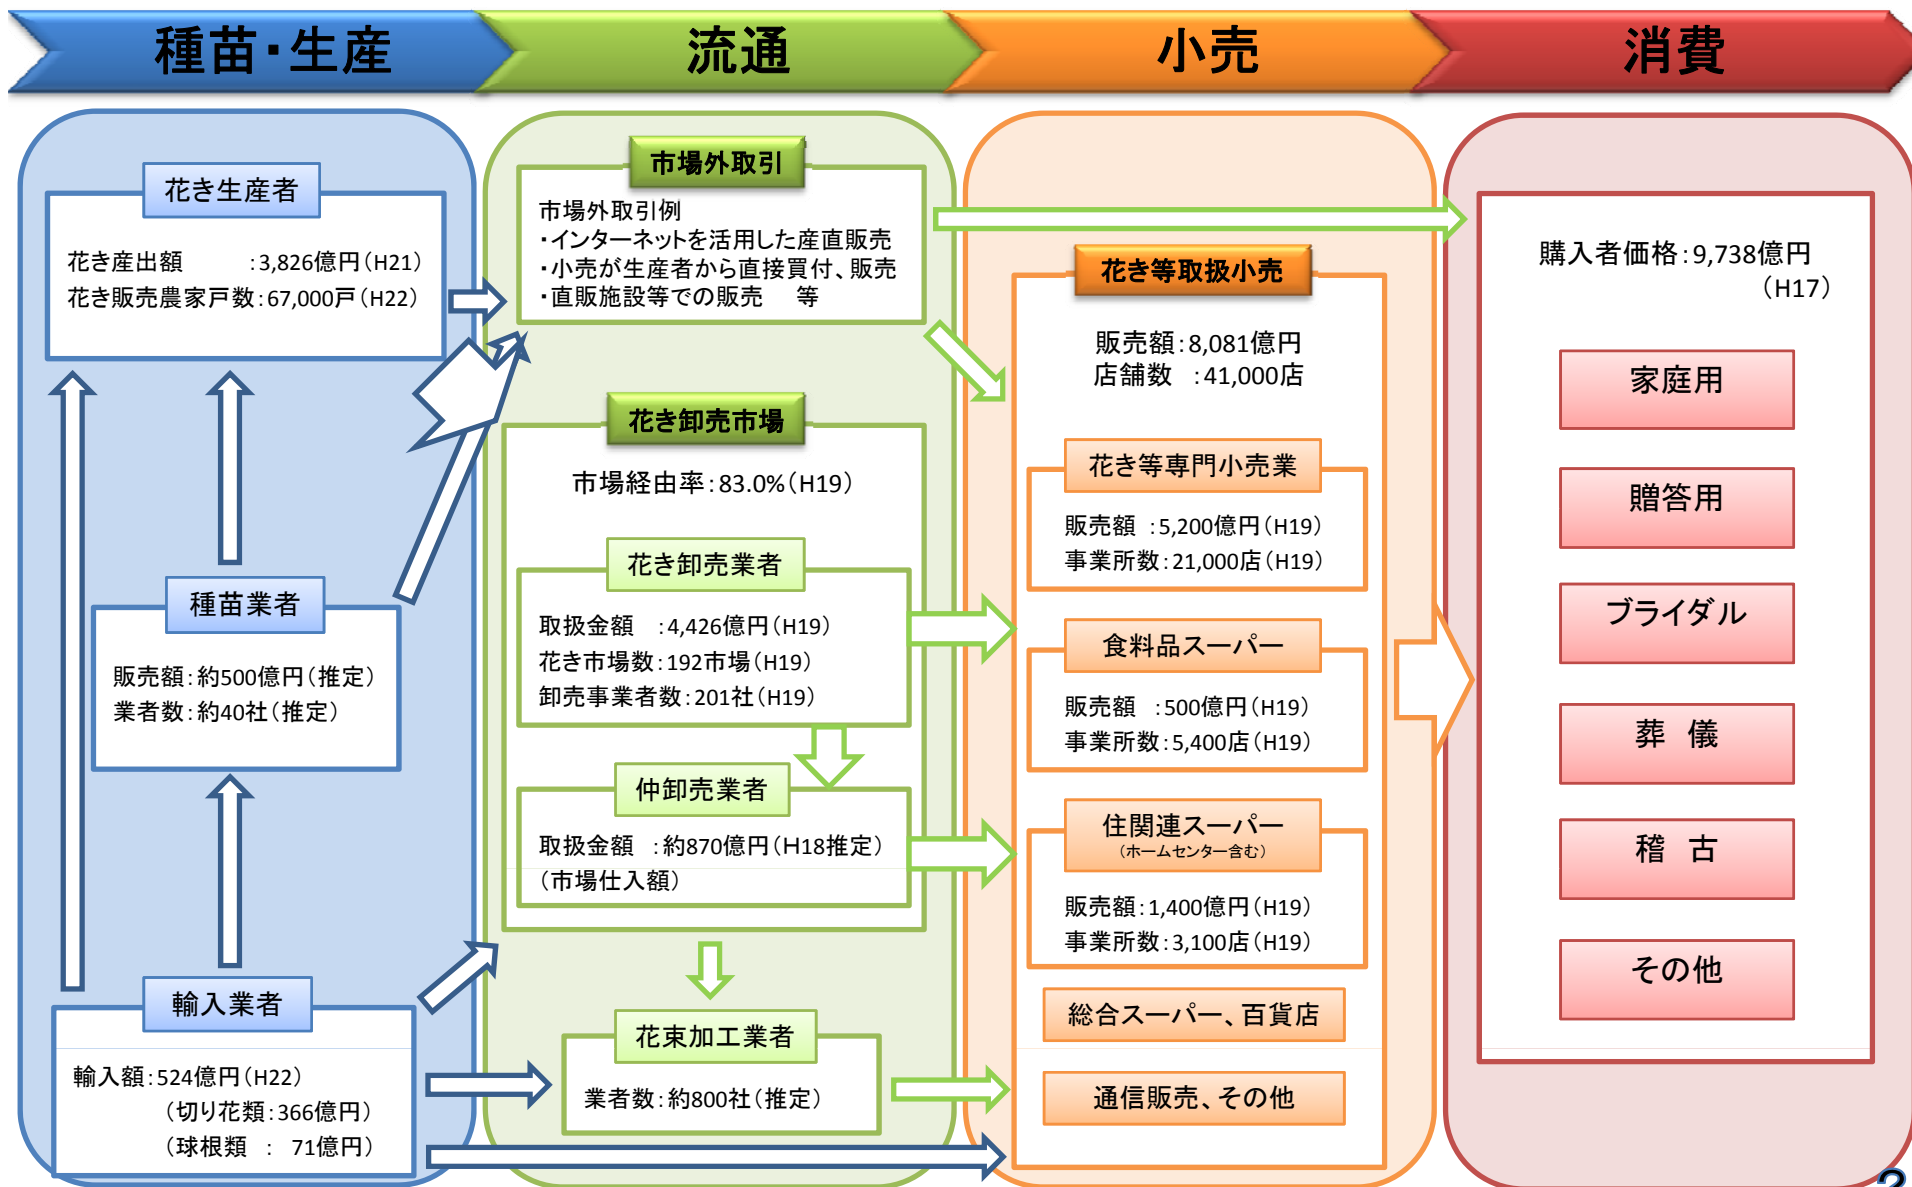 種苗・生産
流通
小売
消費
花き生産者
花き産出額　　：3,826億円（H21）
花き販売農家戸数：67,000戸（H22）
種苗業者
販売額：約500億円（推定）
業者数：約40社（推定）
輸入業者
輸入額：524億円（H22）
（切り花類：366億円）
（球根類　：　71億円）
市場外取引
市場外取引例
・インターネットを活用した産直販売
・小売が生産者から直接買付、販売
・直販施設等での販売　等
花き卸売市場
市場経由率：83.0%（H19）
花き卸売業者
取扱金額　：4,426億円（H19）
花き市場数：192市場（H19）
卸売事業者数：201社（H19）
仲卸売業者
取扱金額　：約870億円（H18推定）
（市場仕入額）
花束加工業者
業者数：約800社（推定）
花き等取扱小売
販売額：8,081億円
店舗数　：41,000店
花き等専門小売業
販売額　：5,200億円（H19）
事業所数：21,000店（H19）
食料品スーパー
販売額　：500億円（H19）
事業所数：5,400店（H19）
住関連スーパー
（ホームセンター含む）
販売額：1,400億円（H19）
事業所数：3,100店（H19）
総合スーパー、百貨店
通信販売、その他
購入者価格：9,738億円
（H17）
家庭用
贈答用
ブライダル
葬　儀
稽　古
その他